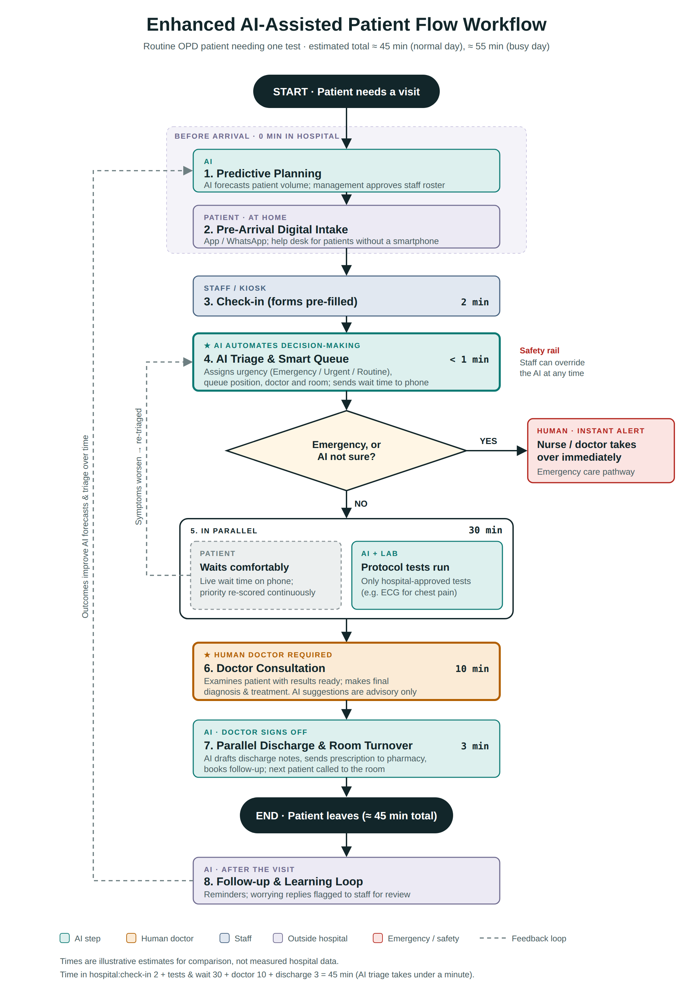 Enhanced AI-Assisted Patient Flow Workflow
Routine OPD patient needing one test · estimated total ≈ 45 min (normal day), ≈ 55 min (busy day)
START · Patient needs a visit
BEFORE ARRIVAL · 0 MIN IN HOSPITAL
AI
1. Predictive Planning
AI forecasts patient volume; management approves staff roster
PATIENT · AT HOME
2. Pre-Arrival Digital Intake
App / WhatsApp; help desk for patients without a smartphone
STAFF / KIOSK
3. Check-in (forms pre-filled)
2 min
★ AI AUTOMATES DECISION-MAKING
4. AI Triage & Smart Queue
< 1 min
Assigns urgency (Emergency / Urgent / Routine),
queue position, doctor and room; sends wait time to phone
Safety rail
Staff can override
the AI at any time
Emergency, or
AI not sure?
YES
HUMAN · INSTANT ALERT
Nurse / doctor takes
over immediately
Emergency care pathway
NO
Symptoms worsen → re-triaged
Outcomes improve AI forecasts & triage over time
5. IN PARALLEL
30 min
PATIENT
Waits comfortably
Live wait time on phone;
priority re-scored continuously
AI + LAB
Protocol tests run
Only hospital-approved tests
(e.g. ECG for chest pain)
★ HUMAN DOCTOR REQUIRED
6. Doctor Consultation
10 min
Examines patient with results ready; makes final
diagnosis & treatment. AI suggestions are advisory only
AI · DOCTOR SIGNS OFF
7. Parallel Discharge & Room Turnover
3 min
AI drafts discharge notes, sends prescription to pharmacy,
books follow-up; next patient called to the room
END · Patient leaves (≈ 45 min total)
AI · AFTER THE VISIT
8. Follow-up & Learning Loop
Reminders; worrying replies flagged to staff for review
AI step
Human doctor
Staff
Outside hospital
Emergency / safety
Feedback loop
Times are illustrative estimates for comparison, not measured hospital data.
Time in hospital:check-in 2 + tests & wait 30 + doctor 10 + discharge 3 = 45 min (AI triage takes under a minute).